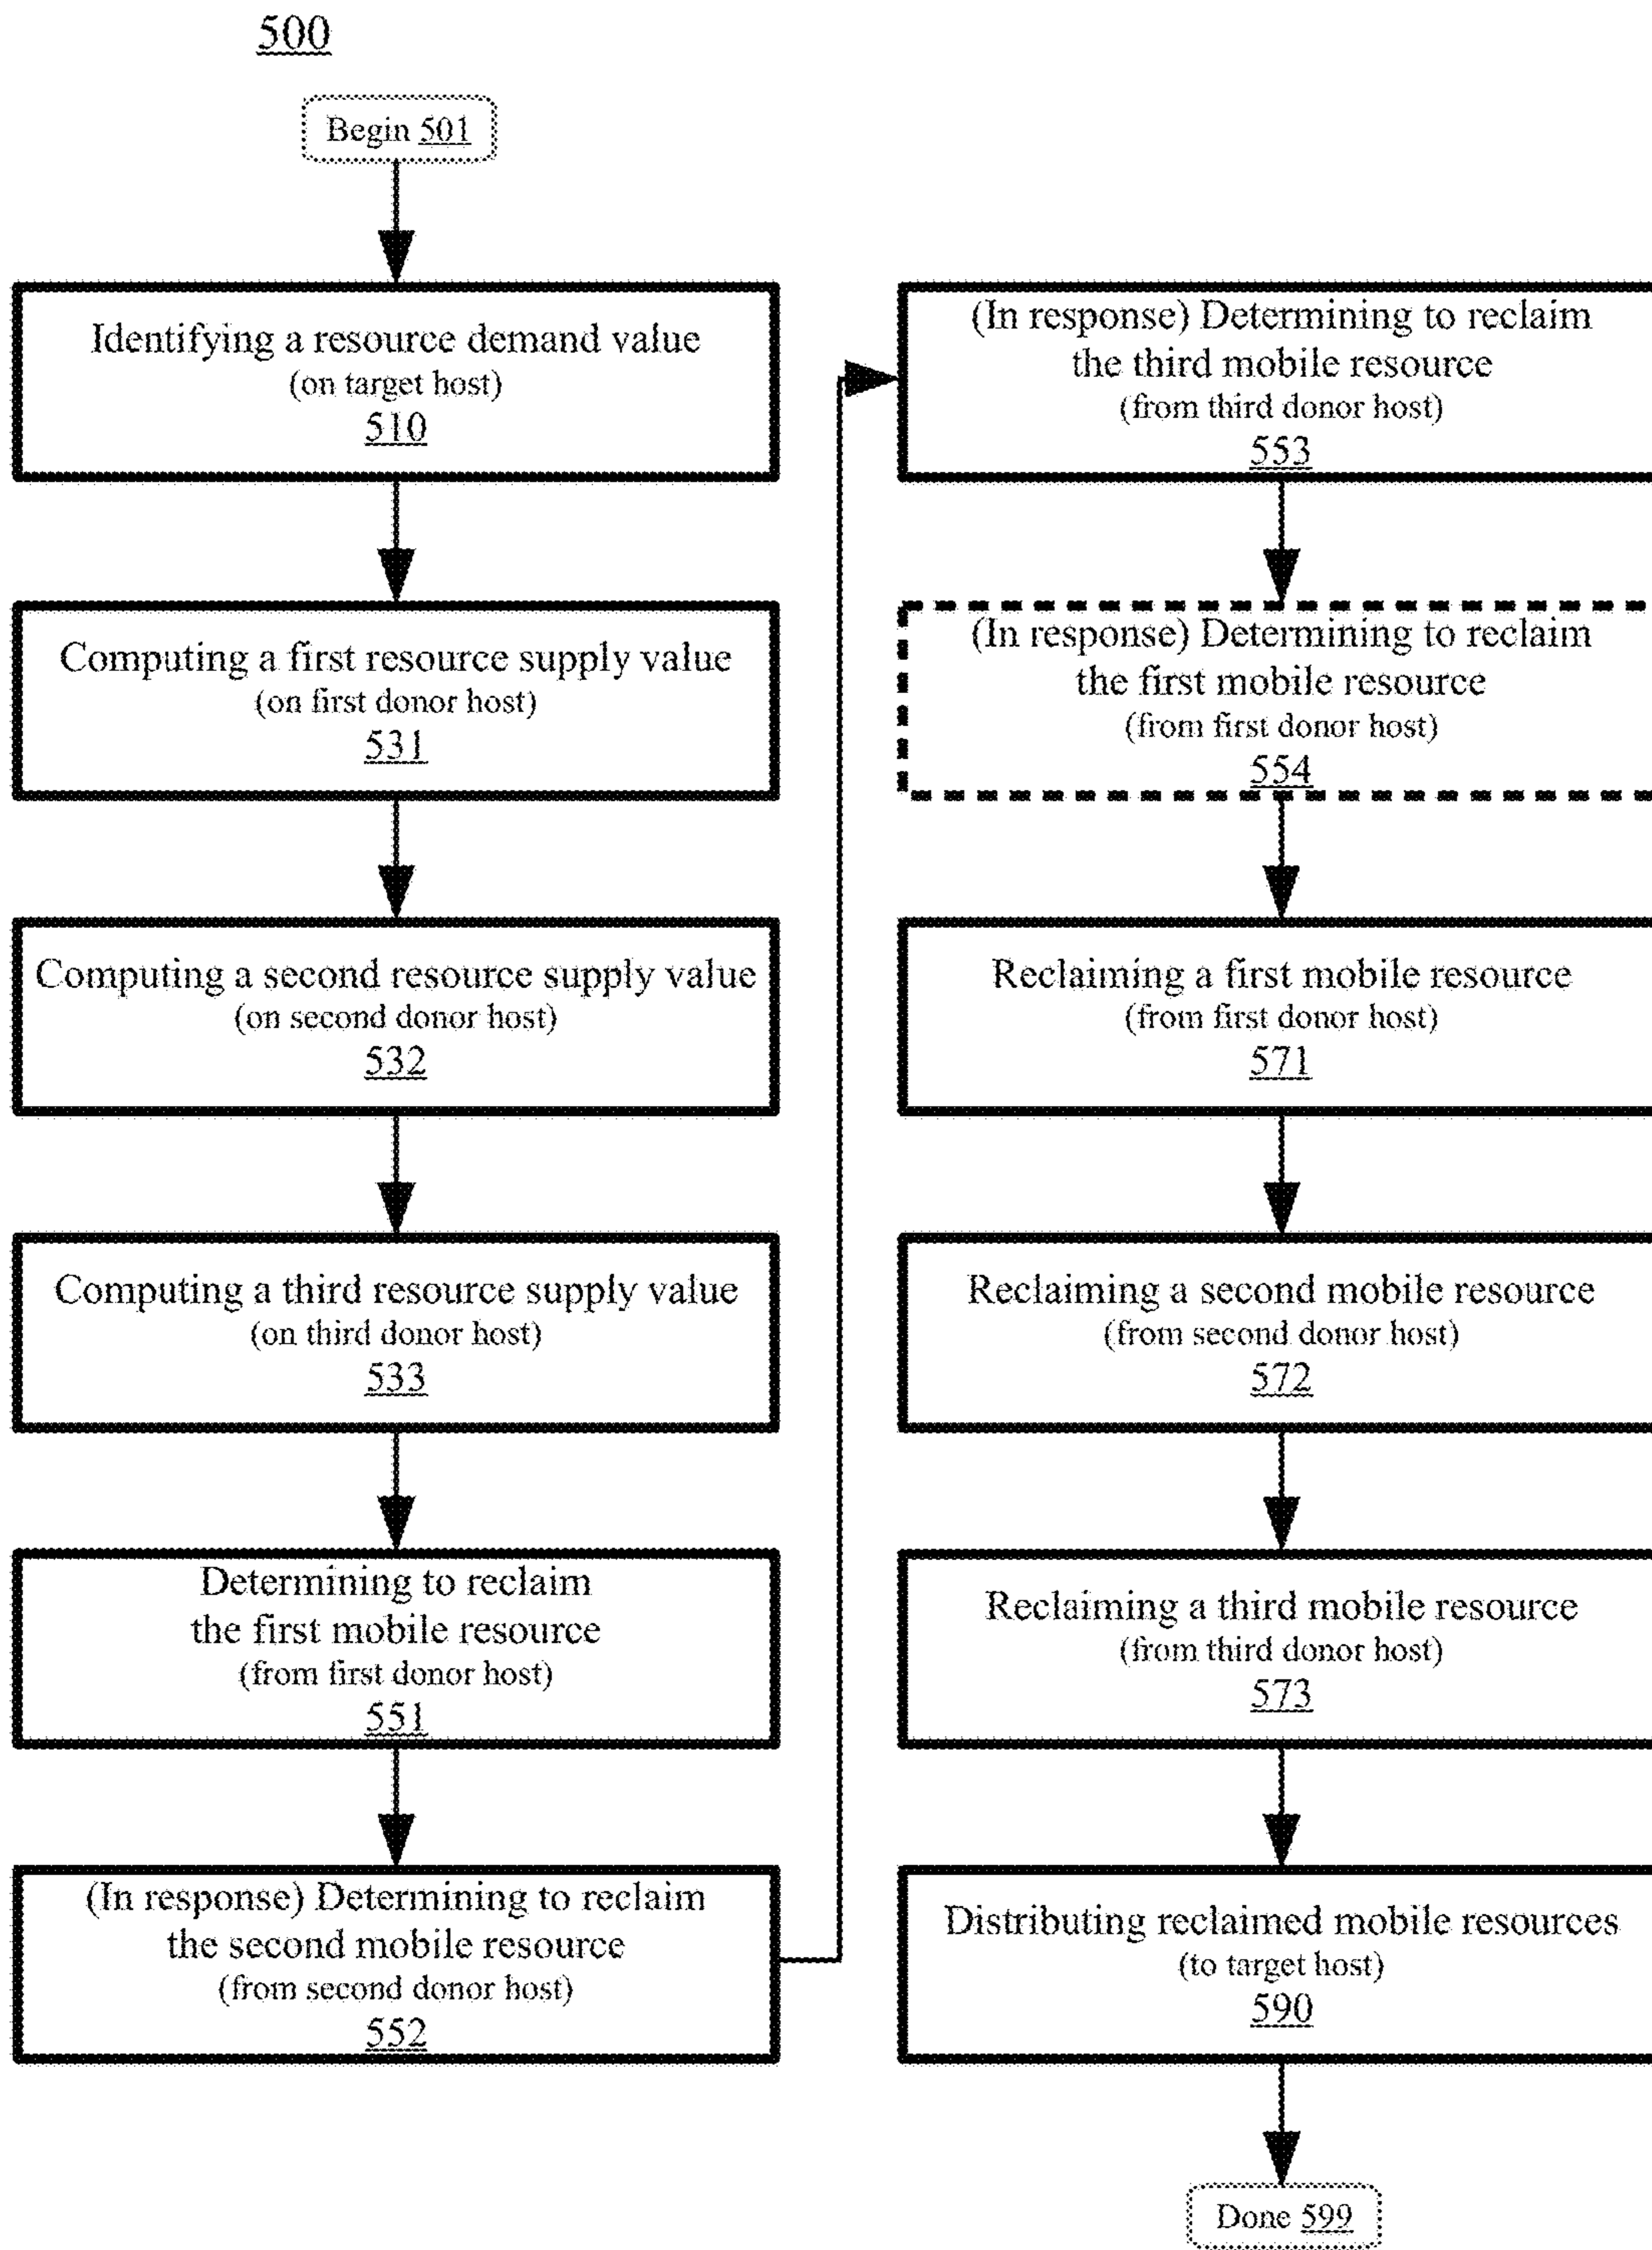 500
Begin 501
Identifying a resource demand value
(on target host)
510
Computing a first resource supply value
(on first donor host)
531
Computing a second resource supply value
(on second donor host)
532
Computing a third resource supply value
(on third donor host)
533
Determining to reclaim
the first mobile resource
(from first donor host)
551
(In response) Determining to reclaim
the second mobile resource
(from second donor host)
552
(In response) Determining to reclaim
the third mobile resource
(from third donor host)
553
(In response) Determining to reclaim
the first mobile resource
(from first donor host)
554
Reclaiming a first mobile resource
(from first donor host)
571
Reclaiming a second mobile resource
(from second donor host)
572
Reclaiming a third mobile resource
(from third donor host)
573
Distributing reclaimed mobile resources
(to target host)
590
Done 599